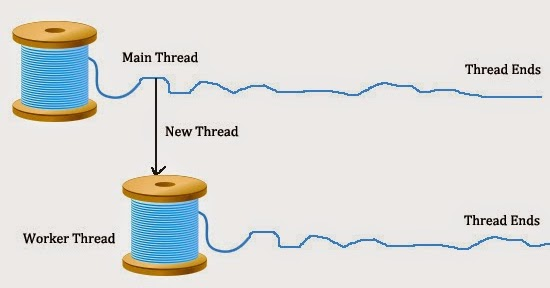 Main Thread
Thread Ends
New Thread
Worker Thread
Thread Ends